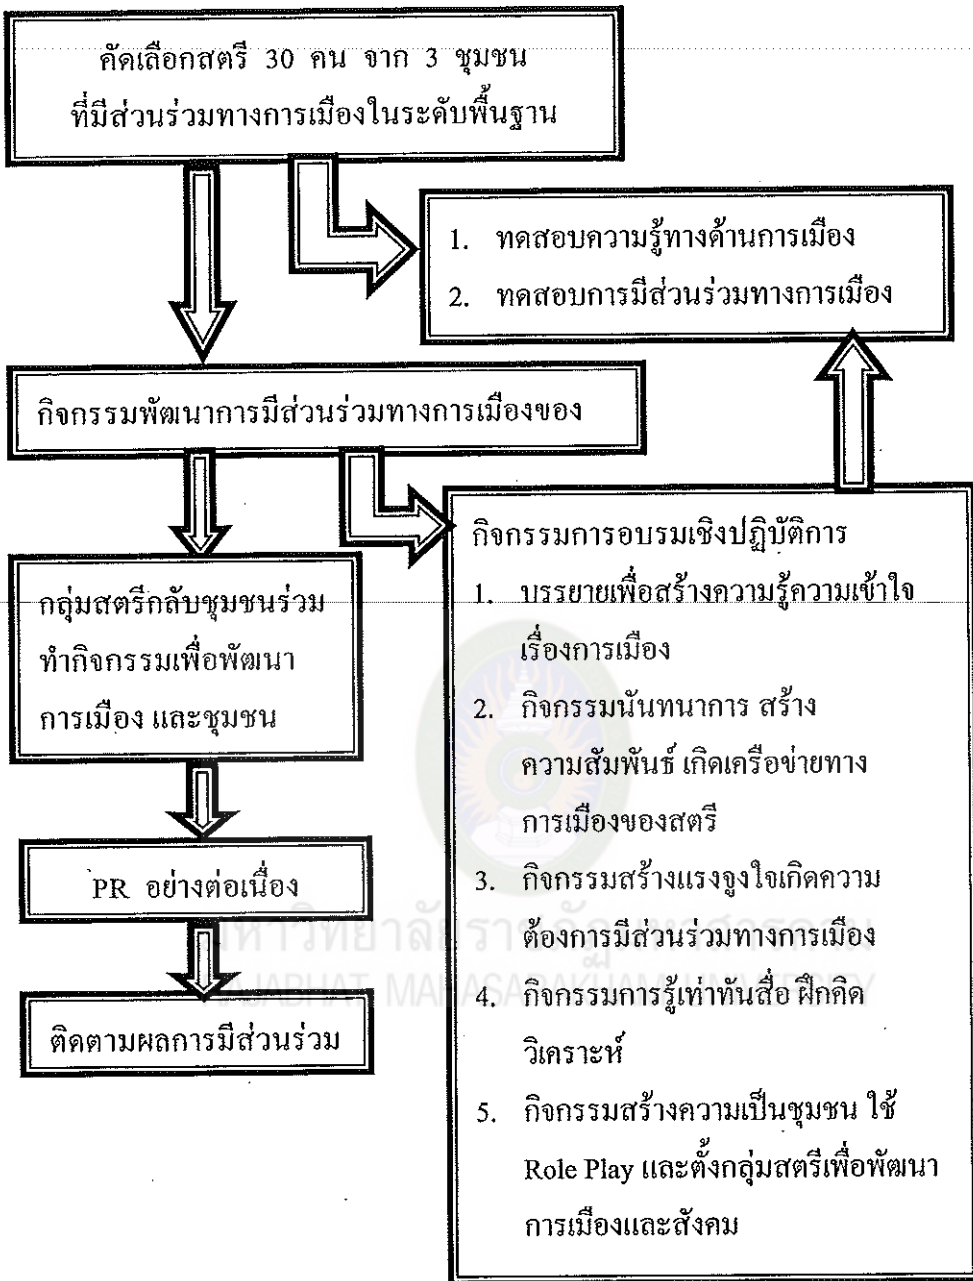 คัดเลือกสตรี 30 คน จาก 3 ชุมชน
ที่มีส่วนร่วมทางการเมืองในระดับพื้นฐาน
1. ทดสอบความรู้ทางด้านการเมือง
2. ทดสอบการมีส่วนร่วมทางการเมือง
กิจกรรมพัฒนาการมีส่วนร่วมทางการเมืองของ
กลุ่มสตรีกลับชุมชนร่วม
ทำกิจกรรมเพื่อพัฒนา
การเมือง และชุมชน
PR อย่างต่อเนื่อง
ติดตามผลการมีส่วนร่วม
กิจกรรมการอบรมเชิงปฏิบัติการ
1. บรรยายเพื่อสร้างความรู้ความเข้าใจ
เรื่องการเมือง
2. กิจกรรมนันทนาการ สร้าง
ความสัมพันธ์ เกิดเครือข่ายทาง
การเมืองของสตรี
3. กิจกรรมสร้างแรงจูงใจเกิดความ
ต้องการมีส่วนร่วมทางการเมือง
4. กิจกรรมการรู้เท่าทันสื่อ ฝึกคิด
วิเคราะห์
5. กิจกรรมสร้างความเป็นชุมชน ใช้
Role Play และตั้งกลุ่มสตรีเพื่อพัฒนา
การเมืองและสังคม